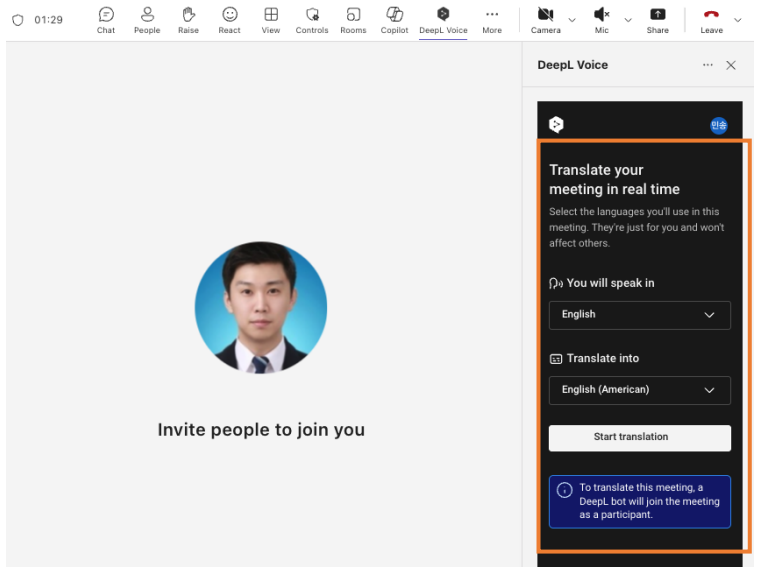 01:29
Chat
People
Raise
React
View
Controls
Rooms
Copilot
DeepL Voice
More
Camera
Mic
Share
Leave
DeepL Voice
민송
Translate your
meeting in real time
Select the languages you'll use in this
meeting. They're just for you and won't
affect others.
You will speak in
English
Translate into
English (American)
Start translation
To translate this meeting, a
DeepL bot will join the meeting
as a participant.
Invite people to join you